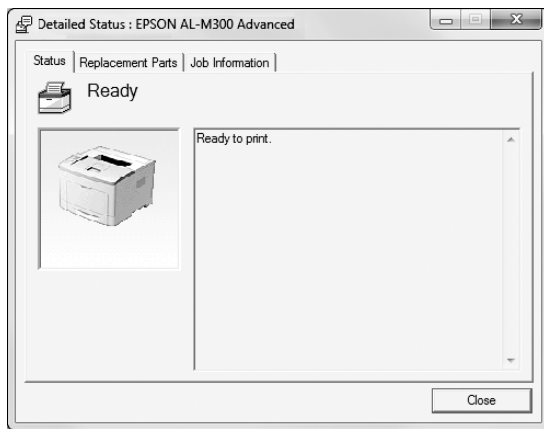 Detailed Status : EPSON AL-M300 Advanced
Status Replacement Parts Job Information
Ready
Ready to print.
Close